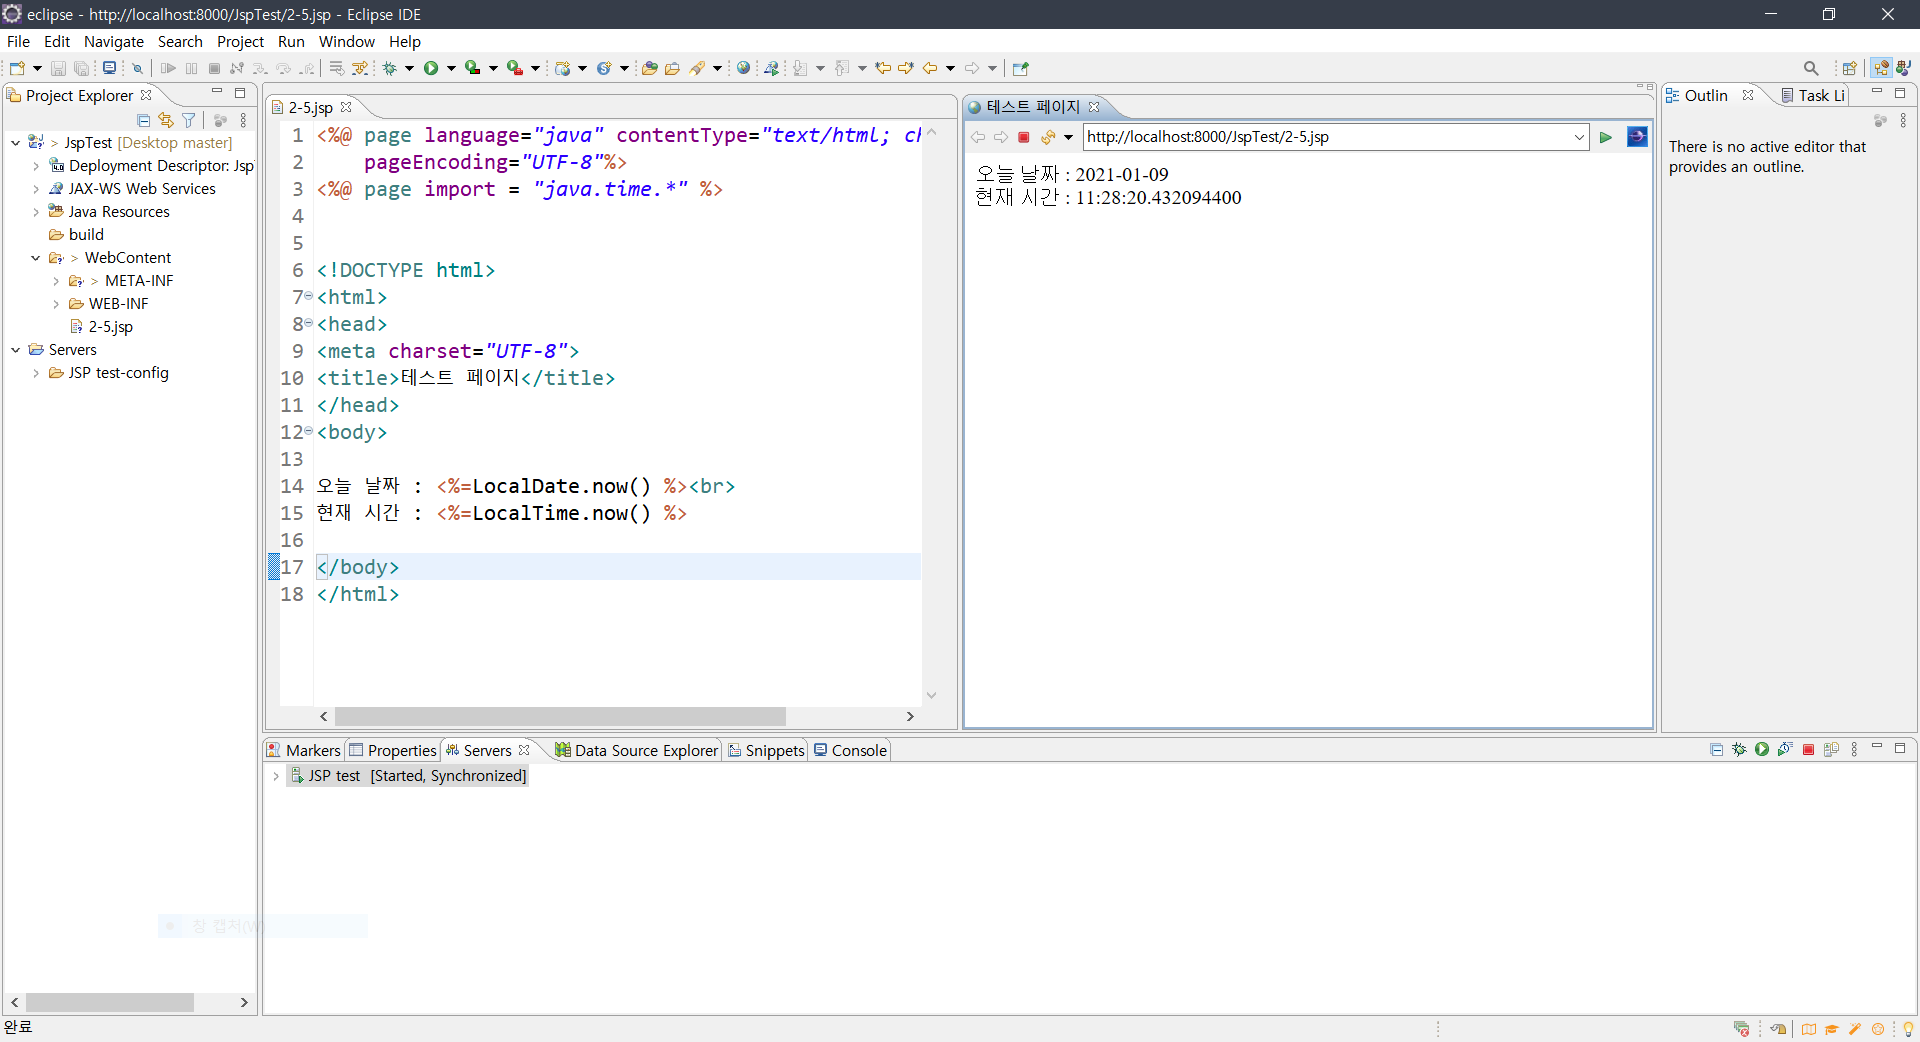 eclipse - http://localhost:8000/JspTest/2-5.jsp - Eclipse IDE
File Edit Navigate Search Project Run Window Help
Project Explorer
JspTest [Desktop master]
Deployment Descriptor: Jsp
JAX-WS Web Services
Java Resources
build
WebContent
META-INF
WEB-INF
2-5.jsp
Servers
JSP test-config
2-5.jsp
1 <%@ page language="java" contentType="text/html; ch
2 pageEncoding="UTF-8"%>
3 <%@ page import = "java.time.*" %>
4
5
6 <!DOCTYPE html>
7 <html>
8 <head>
9 <meta charset="UTF-8">
10 <title>테스트 페이지</title>
11 </head>
12 <body>
13
14 오늘 날짜 : <%=LocalDate.now() %><br>
15 현재 시간 : <%=LocalTime.now() %>
16
17 </body>
18 </html>
테스트 페이지
http://localhost:8000/JspTest/2-5.jsp
오늘 날짜 : 2021-01-09
현재 시간 : 11:28:20.432094400
Outlin Task Li
There is no active editor that
provides an outline.
Markers Properties Servers Data Source Explorer Snippets Console
JSP test [Started, Synchronized]
창 캡처(W)
완료